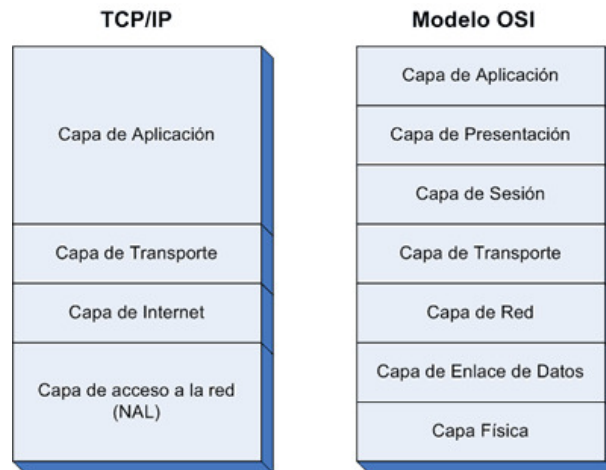 TCP/IP
Capa de Aplicación
Capa de Transporte
Capa de Internet
Capa de acceso a la red
(NAL)
Modelo OSI
Capa de Aplicación
Capa de Presentación
Capa de Sesión
Capa de Transporte
Capa de Red
Capa de Enlace de Datos
Capa Física